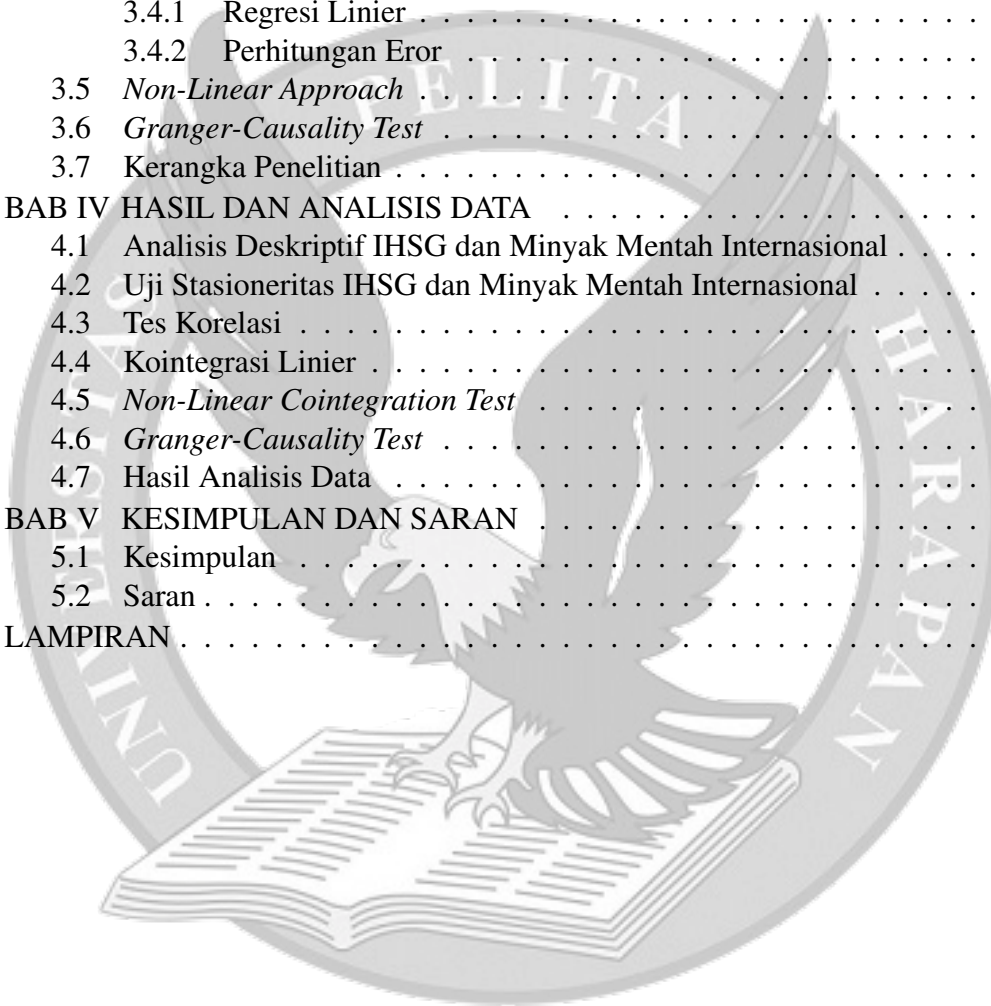 3.4.1 Regresi Linier . . . . . . . . . . . . . . . . . . . . . . . . .
3.4.2 Perhitungan Eror . . . . . . . . . . . . . . . . . . . . . . .
3.5 Non-Linear Approach . . . . . . . . . . . . . . . . . . . . . . . . .
3.6 Granger-Causality Test . . . . . . . . . . . . . . . . . . . . . . . .
3.7 Kerangka Penelitian . . . . . . . . . . . . . . . . . . . . . . . . . .
BAB IV HASIL DAN ANALISIS DATA . . . . . . . . . . . . . . . . . .
4.1 Analisis Deskriptif IHSG dan Minyak Mentah Internasional . . . .
4.2 Uji Stasioneritas IHSG dan Minyak Mentah Internasional . . . . .
4.3 Tes Korelasi . . . . . . . . . . . . . . . . . . . . . . . . . . . . . .
4.4 Kointegrasi Linier . . . . . . . . . . . . . . . . . . . . . . . . . . .
4.5 Non-Linear Cointegration Test . . . . . . . . . . . . . . . . . . .
4.6 Granger-Causality Test . . . . . . . . . . . . . . . . . . . . . . . .
4.7 Hasil Analisis Data . . . . . . . . . . . . . . . . . . . . . . . . . .
BAB V KESIMPULAN DAN SARAN . . . . . . . . . . . . . . . . . . .
5.1 Kesimpulan . . . . . . . . . . . . . . . . . . . . . . . . . . . . . .
5.2 Saran . . . . . . . . . . . . . . . . . . . . . . . . . . . . . . . . . .
LAMPIRAN . . . . . . . . . . . . . . . . . . . . . . . . . . . . . . . . . .
UNIVERSITAS PELITA HARAPAN